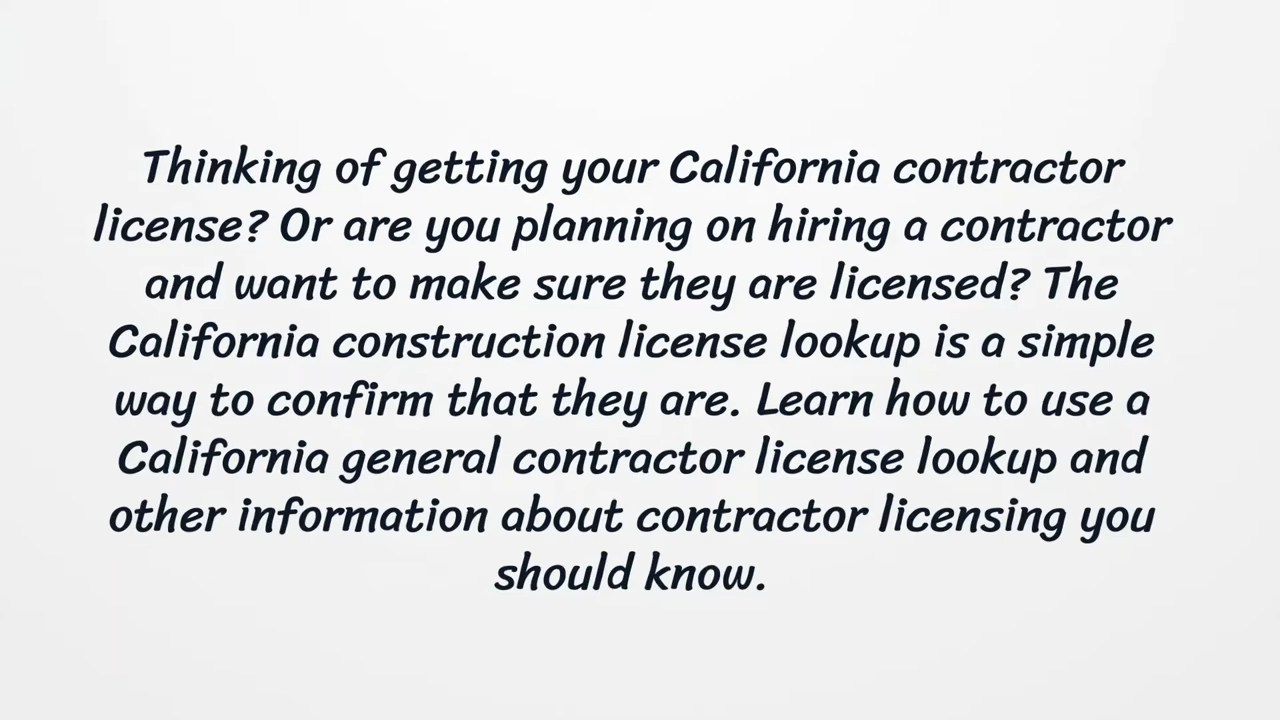 Thinking of getting your California contractor
license? Or are you planning on hiring a contractor
and want to make sure they are licensed? The
California construction license lookup is a simple
way to confirm that they are. Learn how to use a
California general contractor license lookup and
other information about contractor licensing you
should know.